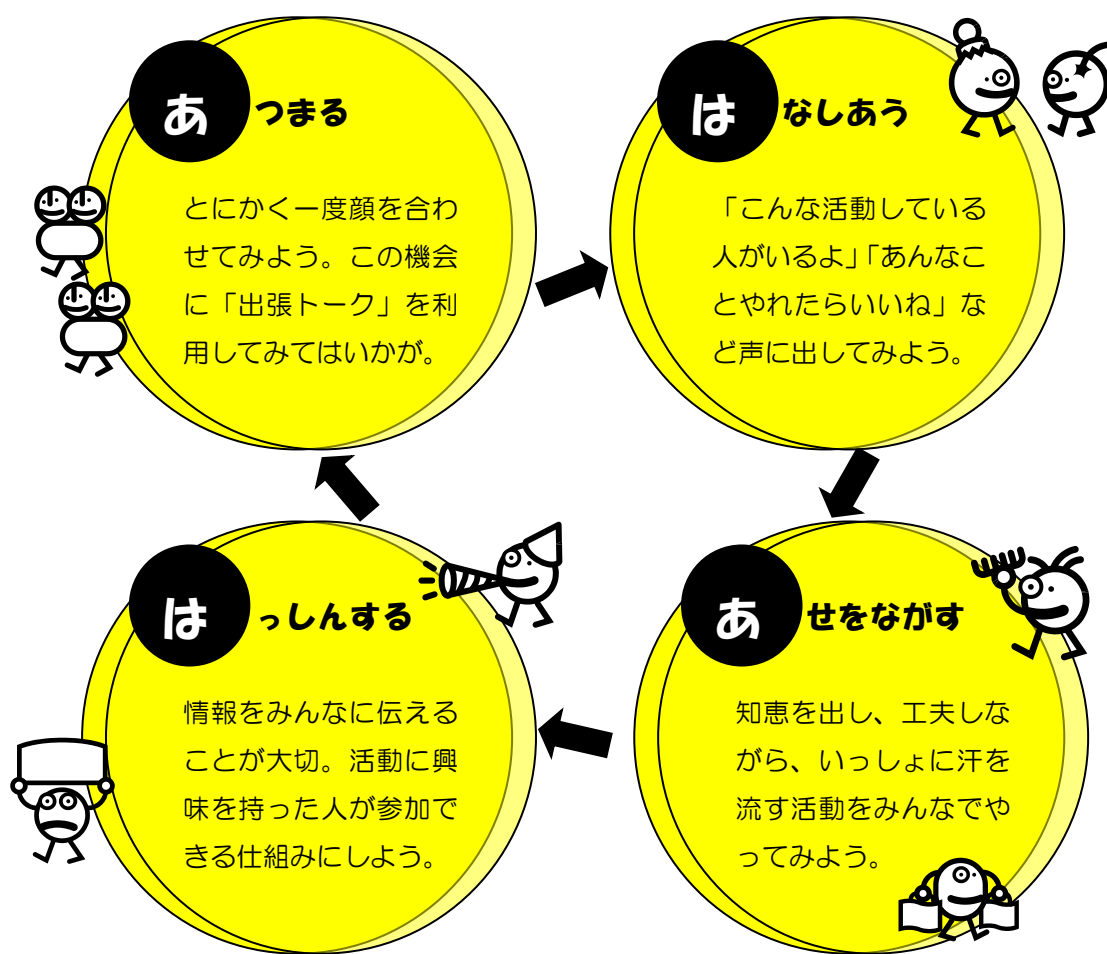 あつまる
とにかく一度顔を合わ
せてみよう。この機会
に「出張トーク」を利
用してみてはいかが。
はなしあう
「こんな活動している
人がいるよ」「あんなこ
とやれたらいいね」な
ど声に出してみよう。
あせをながす
知恵を出し、工夫しな
がら、いっしょに汗を
流す活動をみんなでや
ってみよう。
はっしんする
情報をみんなに伝える
ことが大切。活動に興
味を持った人が参加で
きる仕組みにしよう。